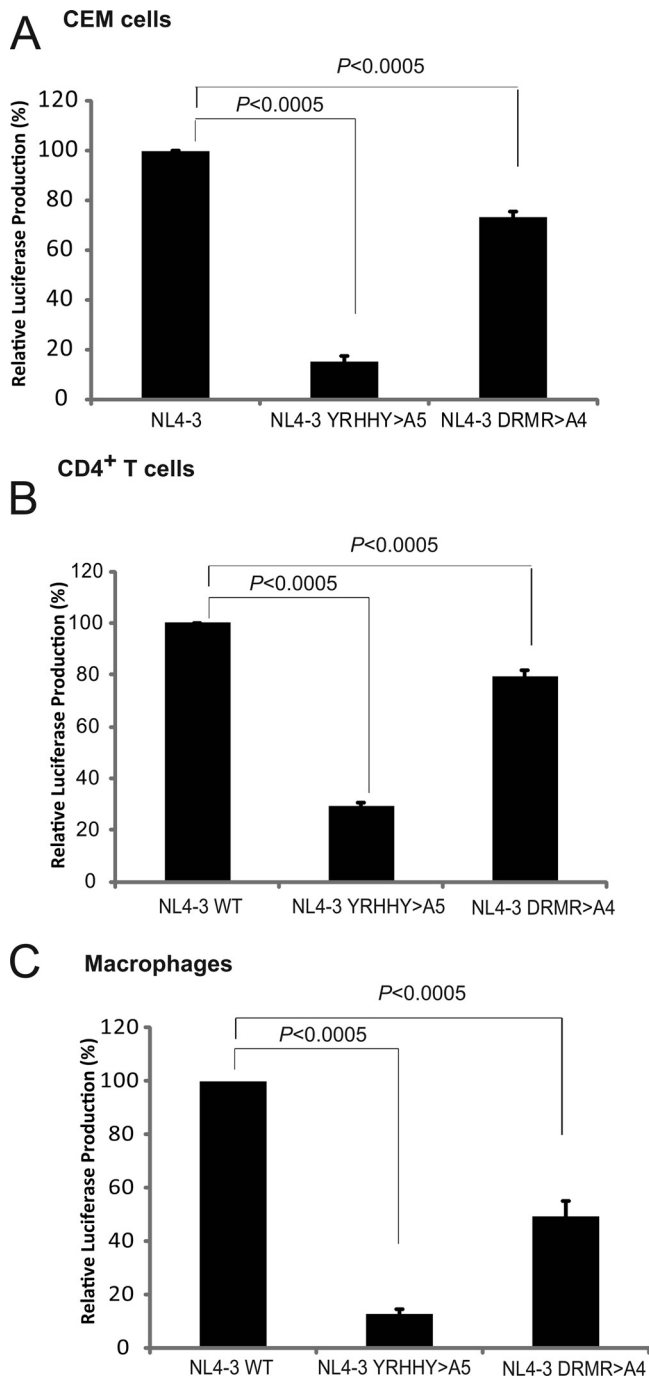 A
CEM cells
P<0.0005
P<0.0005
Relative Luciferase Production (%)
120
100
80
60
40
20
0
NL4-3
NL4-3 YRHHY>A5
NL4-3 DRMR>A4
CD4+ T cells
B
P<0.0005
P<0.0005
Relative Luciferase Production (%)
120
100
80
60
40
20
0
NL4-3 WT
NL4-3 YRHHY>A5
NL4-3 DRMR>A4
C
Macrophages
P<0.0005
P<0.0005
Relative Luciferase Production (%)
120
100
80
60
40
20
0
NL4-3 WT
NL4-3 YRHHY>A5
NL4-3 DRMR>A4